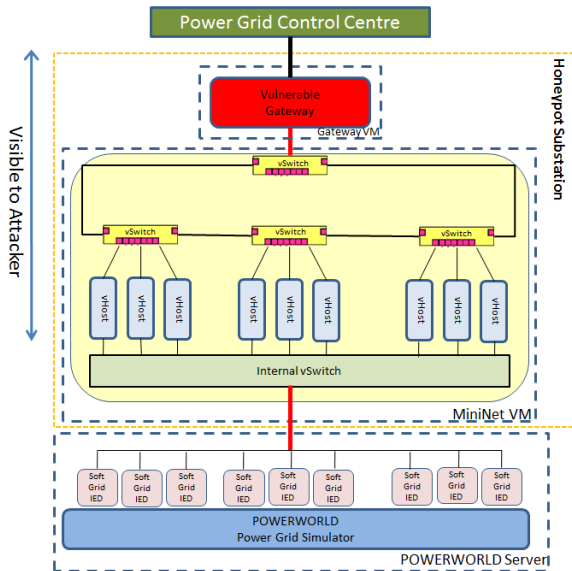 Power Grid Control Centre
Honeypot Substation
Visible to Attacker
Vulnerable
Gateway
Gateway VM
vSwitch
vSwitch
vSwitch
vSwitch
vHost
vHost
vHost
vHost
vHost
vHost
vHost
vHost
vHost
Internal vSwitch
MiniNet VM
Soft
Grid
IED
Soft
Grid
IED
Soft
Grid
IED
Soft
Grid
IED
Soft
Grid
IED
Soft
Grid
IED
Soft
Grid
IED
Soft
Grid
IED
Soft
Grid
IED
POWERWORLD
Power Grid Simulator
POWERWORLD Server